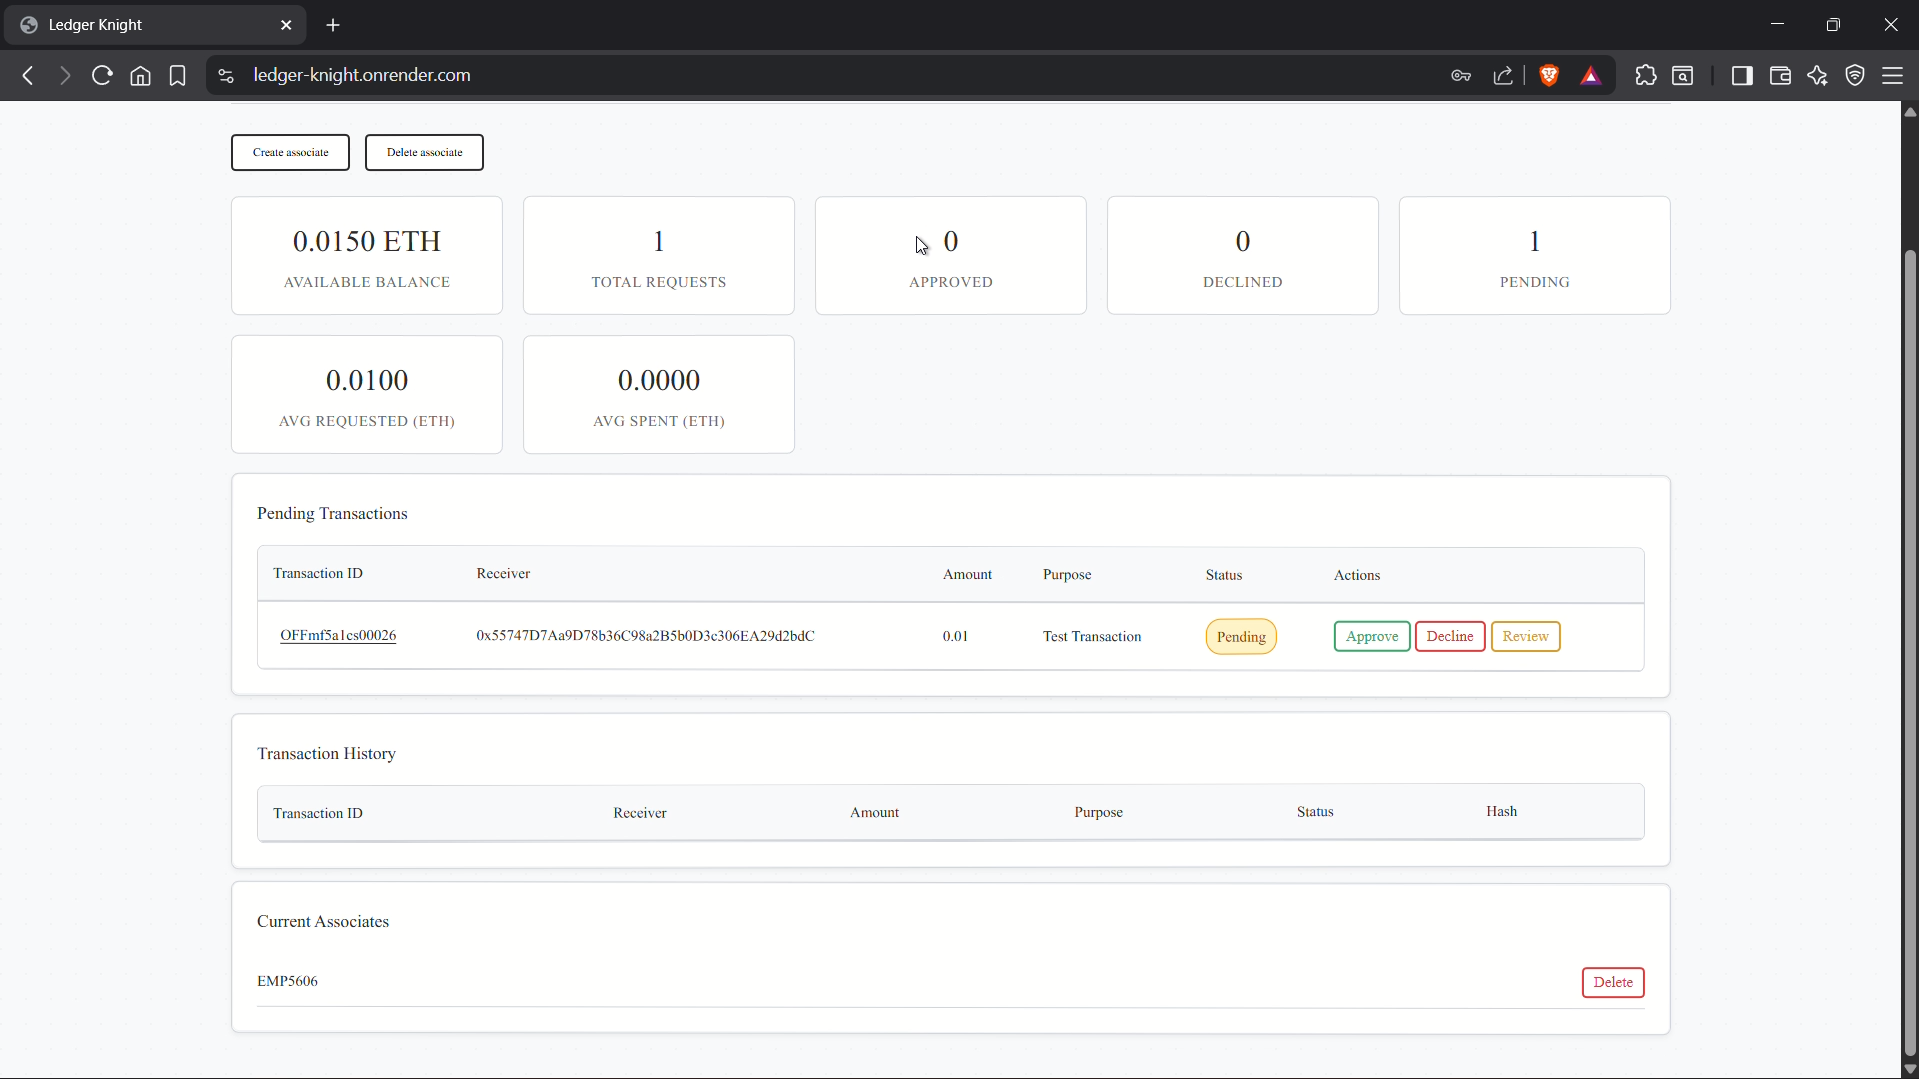 Ledger Knight
ledger-knight.onrender.com
Create associate Delete associate
0.0150 ETH
AVAILABLE BALANCE
1
TOTAL REQUESTS
0
APPROVED
0
DECLINED
1
PENDING
0.0100
AVG REQUESTED (ETH)
0.0000
AVG SPENT (ETH)
Pending Transactions
Transaction ID Receiver Amount Purpose Status Actions
OFFmf5a1cs00026 0x55747D7Aa9D78b36C98a2B5b0D3c306EA29d2bdC 0.01 Test Transaction Pending Approve Decline Review
Transaction History
Transaction ID Receiver Amount Purpose Status Hash
Current Associates
EMP5606 Delete